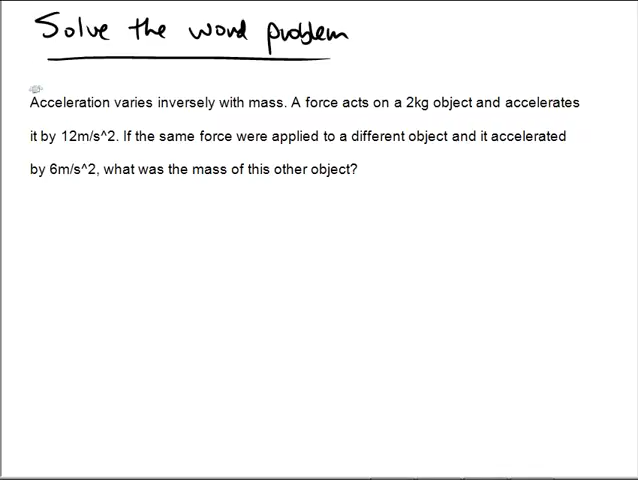 Solve the word problem
Acceleration varies inversely with mass. A force acts on a 2kg object and accelerates
it by 12m/s^2. If the same force were applied to a different object and it accelerated
by 6m/s^2, what was the mass of this other object?